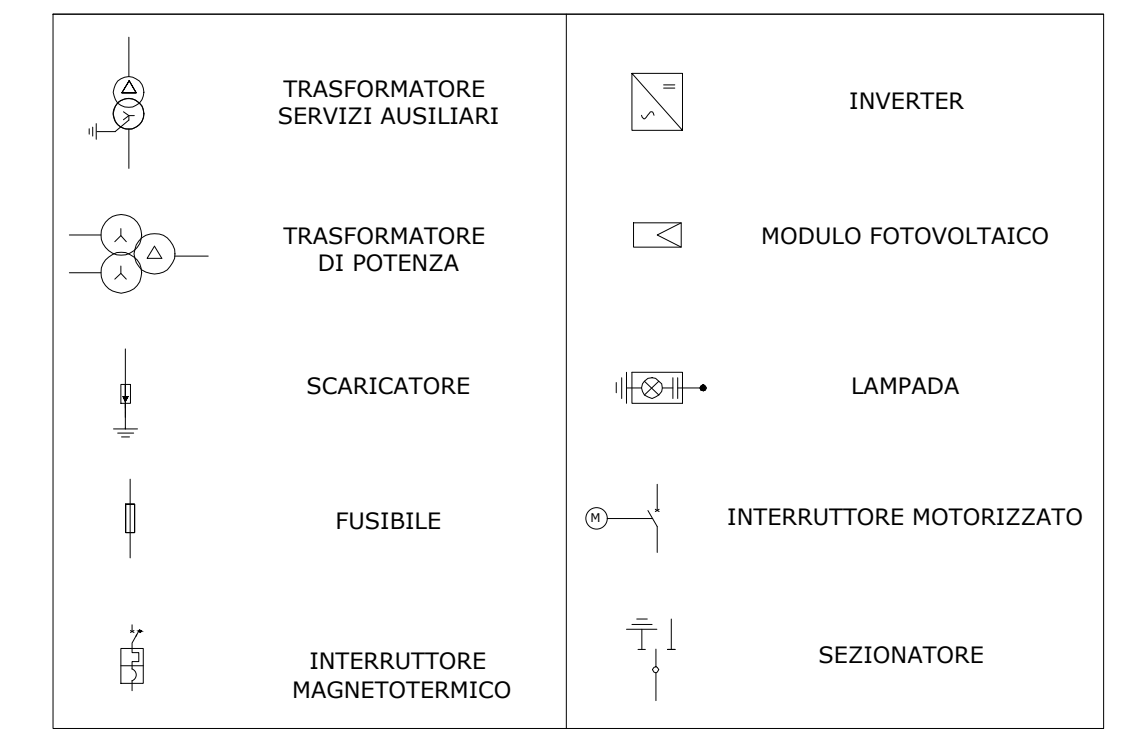 TRASFORMATORE
SERVIZI AUSILIARI
TRASFORMATORE
DI POTENZA
SCARICATORE
FUSIBILE
INTERRUTTORE
MAGNETOTERMICO
INVERTER
MODULO FOTOVOLTAICO
LAMPADA
M
INTERRUTTORE MOTORIZZATO
SEZIONATORE